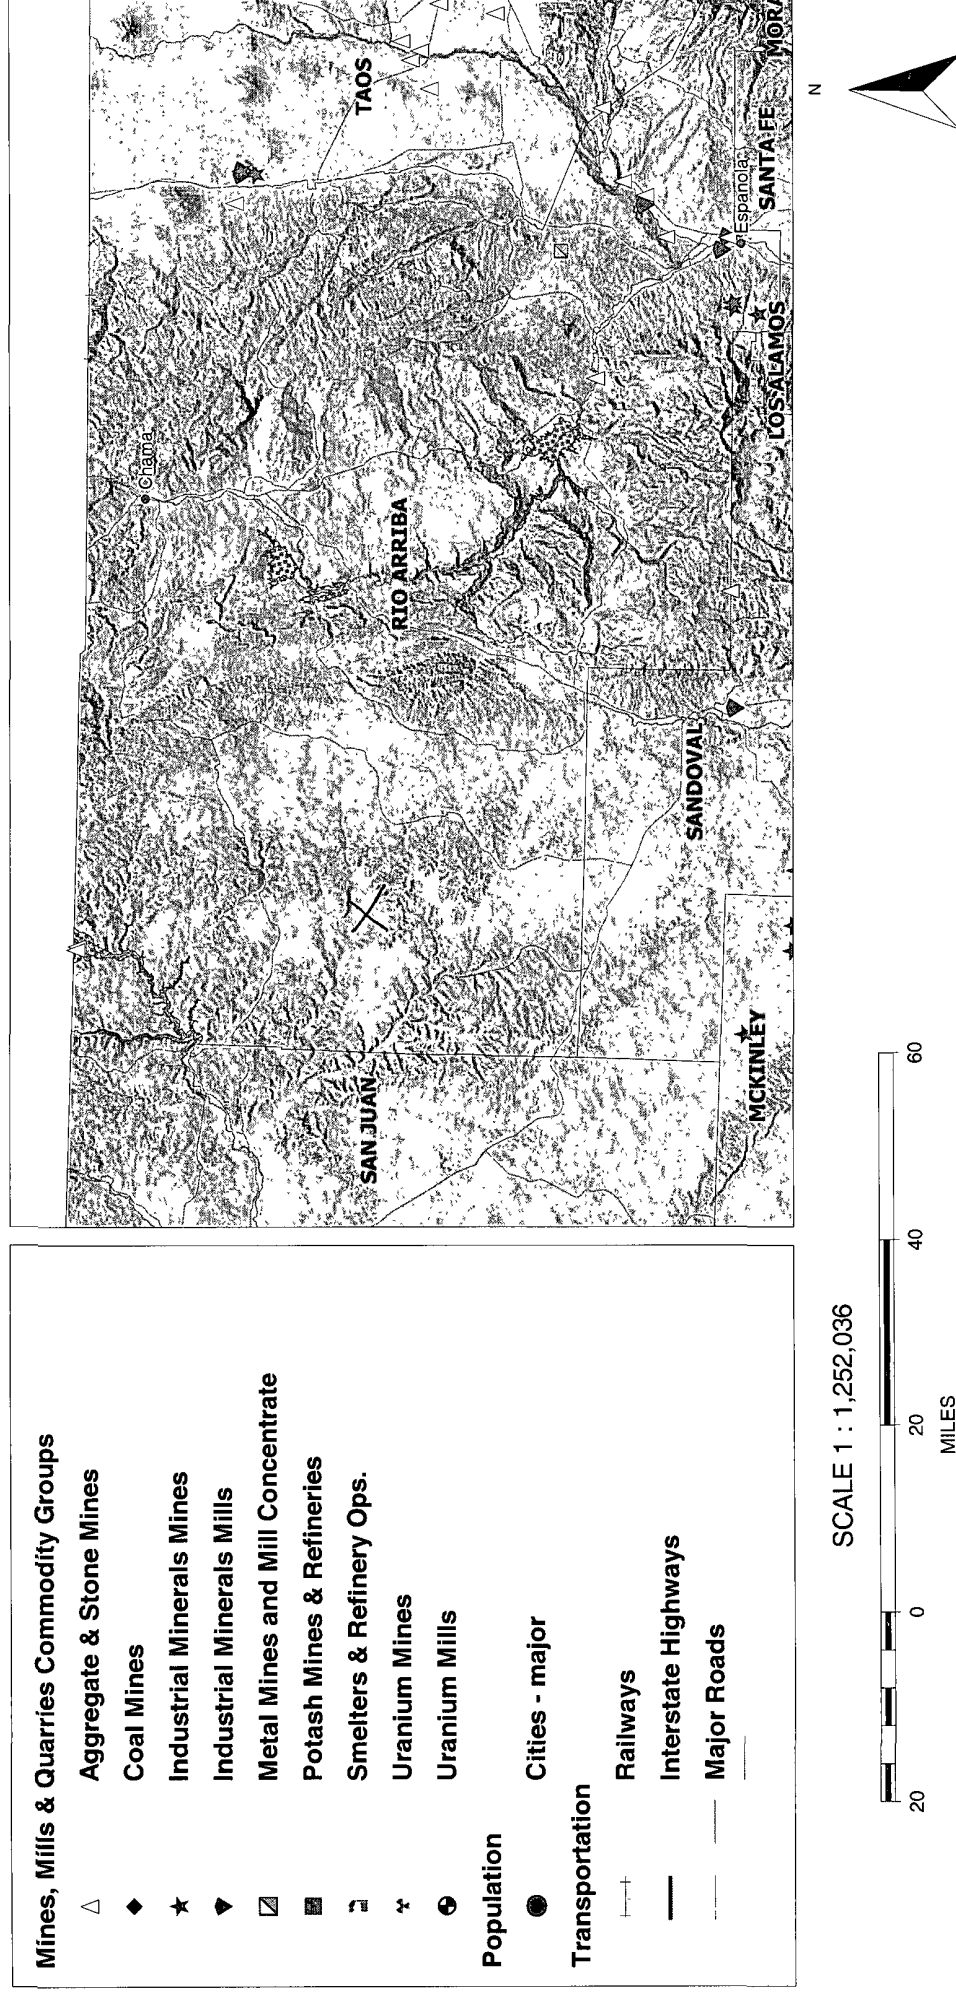 Mines, Mills & Quarries Commodity Groups
Aggregate & Stone Mines
Coal Mines
Industrial Minerals Mines
Industrial Minerals Mills
Metal Mines and Mill Concentrate
Potash Mines & Refineries
Smelters & Refinery Ops.
Uranium Mines
Uranium Mills
Population
Cities - major
Transportation
Railways
Interstate Highways
Major Roads
Chama
TAOS
RIO ARRIBA
SAN JUAN
SANDOVAL
MCKINLEY
LOS ALAMOS
Espanola
SANTA FE
MORA
SCALE 1 : 1,252,036
20
0
20
40
60
MILES
N